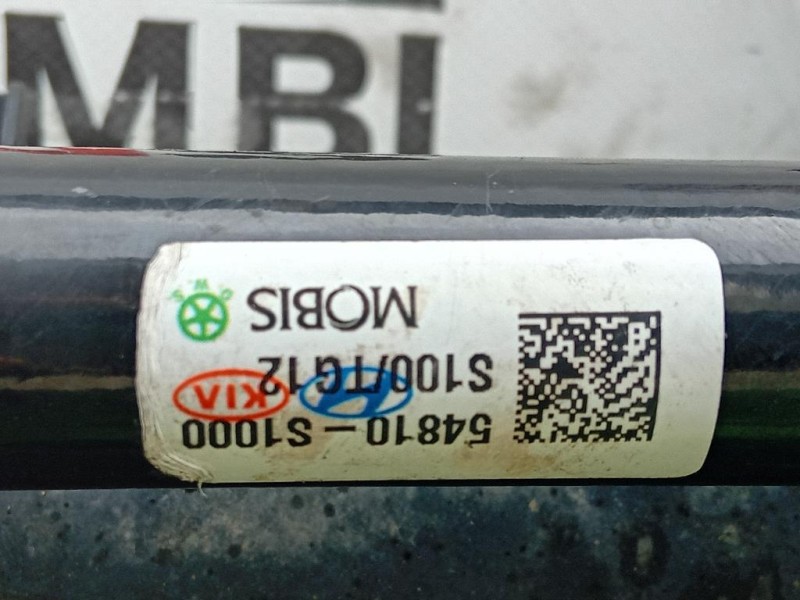 MBI
54810-S1000
S100/TG12
KIA
MOBIS